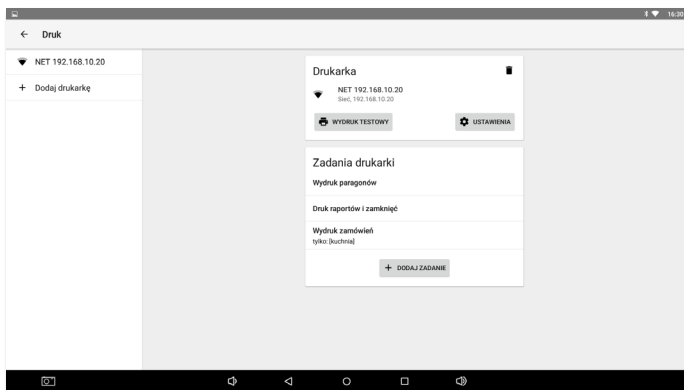 16:30
Druk
NET 192.168.10.20
Dodaj drukarkę
Drukarka
NET 192.168.10.20
Sieć, 192.168.10.20
WYDRUK TESTOWY
USTAWIENIA
Zadania drukarki
Wydruk paragonów
Druk raportów i zamknięć
Wydruk zamówień
tylko: [kuchnia]
DODAJ ZADANIE